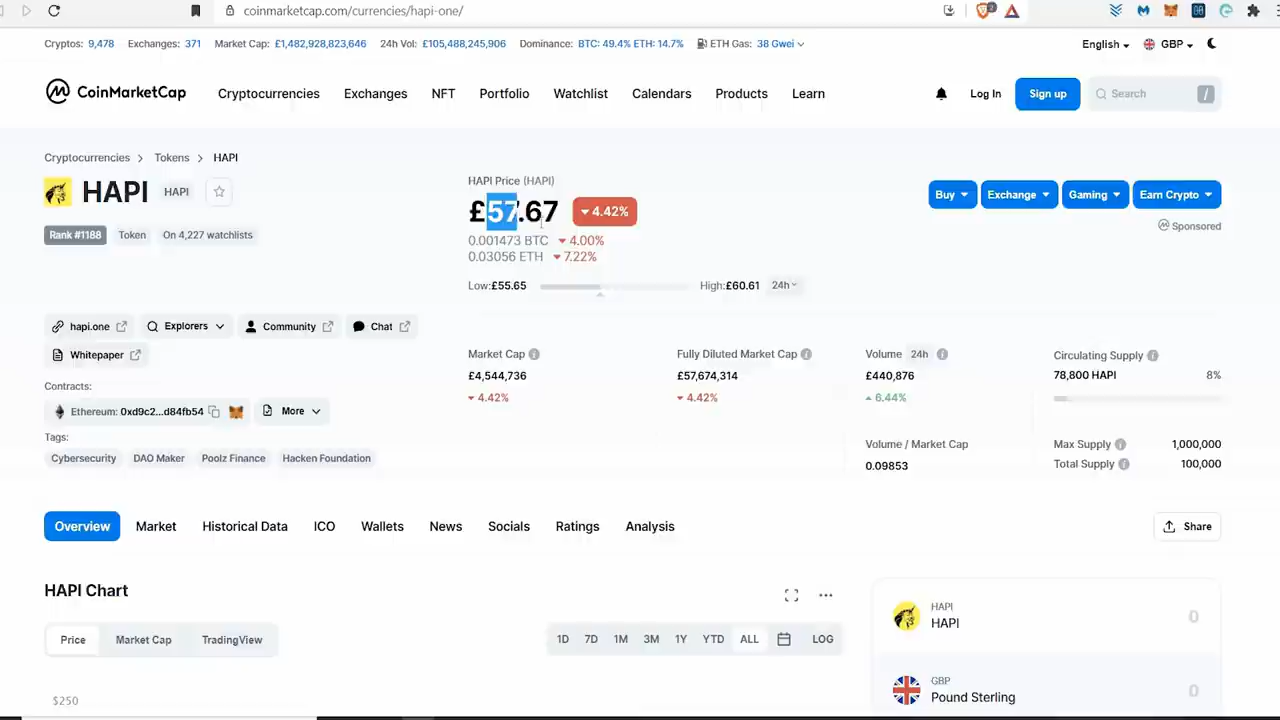 coinmarketcap.com/currencies/hapi-one/
Cryptos: 9,478 Exchanges: 371 Market Cap: £1,482,928,823,646 24h Vol: £105,488,245,906 Dominance: BTC: 49.4% ETH: 14.7% ETH Gas: 38 Gwei English GBP
CoinMarketCap Cryptocurrencies Exchanges NFT Portfolio Watchlist Calendars Products Learn Log In Sign up Search /
Cryptocurrencies > Tokens > HAPI
HAPI HAPI
Rank #1188 Token On 4,227 watchlists
HAPI Price (HAPI)
£57.67 4.42%
0.001473 BTC 4.00%
0.03056 ETH 7.22%
Low:£55.65 High:£60.61 24h
Buy Exchange Gaming Earn Crypto
Sponsored
hapi.one Explorers Community Chat
Whitepaper
Contracts:
Ethereum: 0xd9c2...d84fb54 More
Tags:
Cybersecurity DAO Maker Poolz Finance Hacken Foundation
Market Cap
£4,544,736
4.42%
Fully Diluted Market Cap
£57,674,314
4.42%
Volume 24h
£440,876
6.44%
Volume / Market Cap
0.09853
Circulating Supply
78,800 HAPI 8%
Max Supply 1,000,000
Total Supply 100,000
Overview Market Historical Data ICO Wallets News Socials Ratings Analysis Share
HAPI Chart
Price Market Cap TradingView 1D 7D 1M 3M 1Y YTD ALL LOG
$250
HAPI
HAPI 0
GBP
Pound Sterling 0